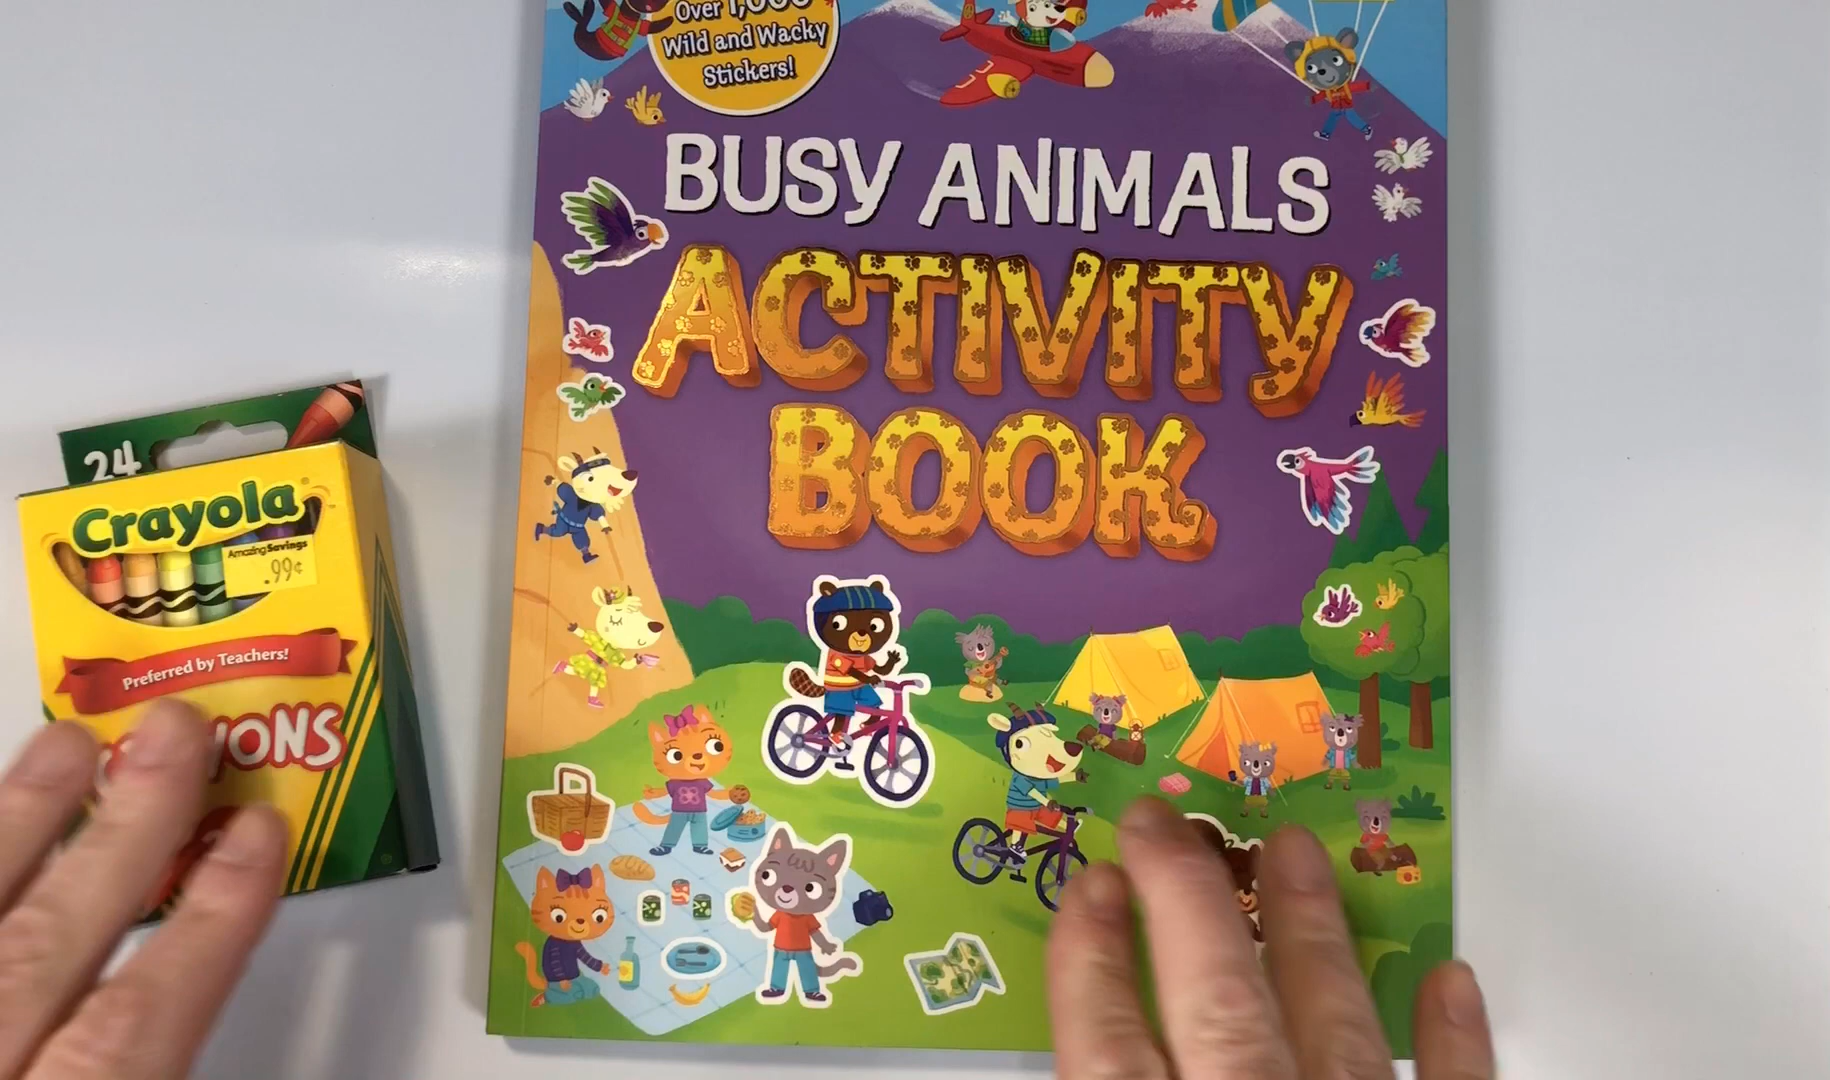 Over 1,000
Wild and Wacky
Stickers!
BUSY ANIMALS
ACTIVITY
BOOK
24
Crayola
Amazing Savings
.99¢
Preferred by Teachers!